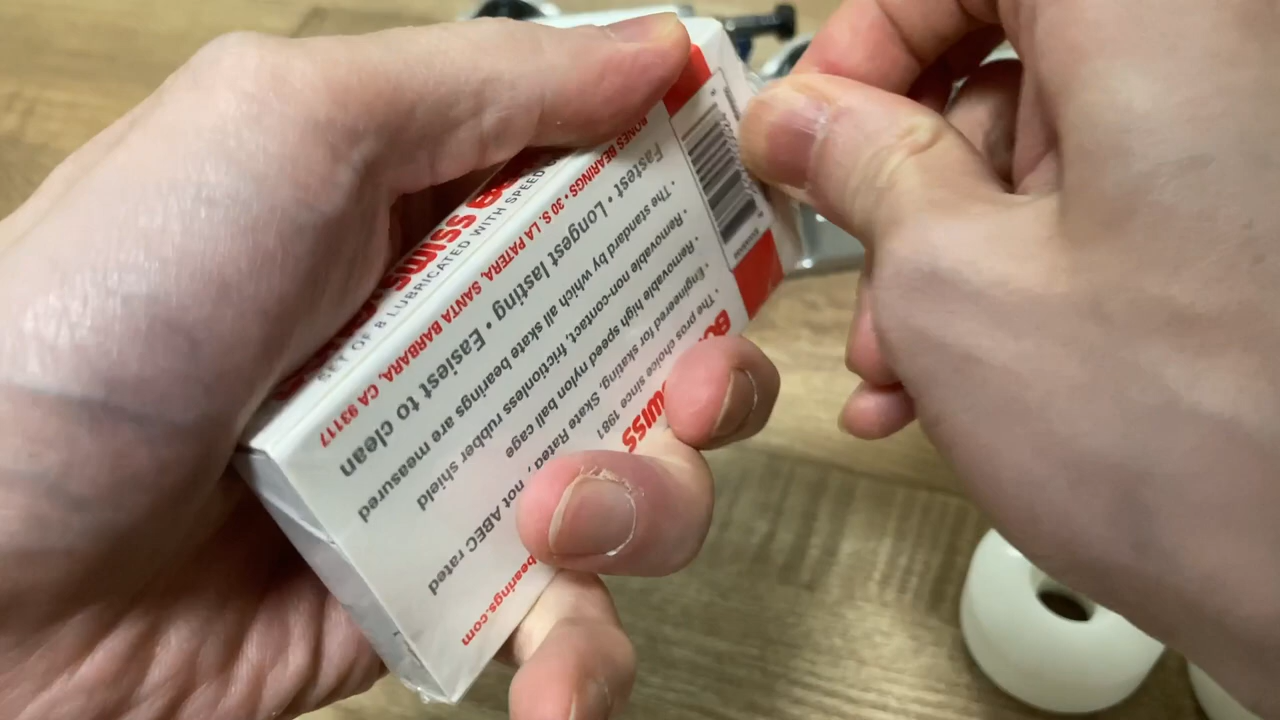 SWISS
SET OF 8 LUBRICATED WITH SPEED
BONES BEARINGS • 30 S. LA PATERA, SANTA BARBARA, CA 93117
Fastest • Longest lasting • Easiest to clean
• The standard by which all skate bearings are measured
• Removable non-contact, frictionless rubber shield
• Removable high speed nylon ball cage
• Engineered for skating, Skate Rated, not ABEC rated
• The pros choice since 1981
bearings.com